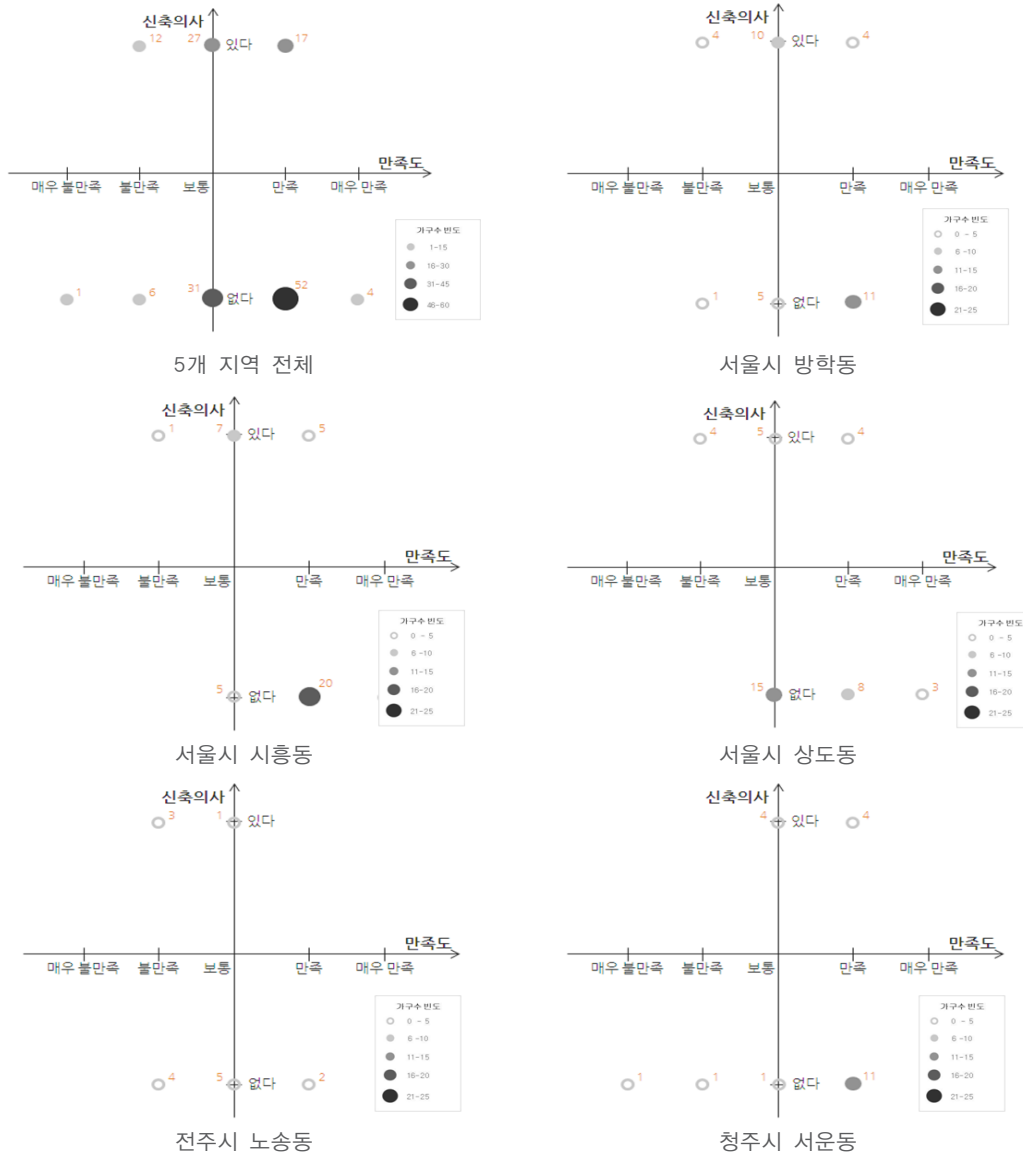 신축의사
12 27 있다 17
만족도
매우 불만족 불만족 보통 만족 매우 만족
가구수 빈도
1-15
16-30
31-45
46-60
1 6 31 없다 52 4
5개 지역 전체
신축의사
4 10 있다 4
만족도
매우 불만족 불만족 보통 만족 매우 만족
가구수 빈도
0 - 5
6 -10
11-15
16-20
21-25
1 5 없다 11
서울시 방학동
신축의사
1 7 있다 5
만족도
매우 불만족 불만족 보통 만족 매우 만족
가구수 빈도
0 - 5
6 -10
11-15
16-20
21-25
5 없다 20
서울시 시흥동
신축의사
4 5 있다 4
만족도
매우 불만족 불만족 보통 만족 매우 만족
가구수 빈도
0 - 5
6 -10
11-15
16-20
21-25
15 없다 8 3
서울시 상도동
신축의사
3 1 있다
만족도
매우 불만족 불만족 보통 만족 매우 만족
가구수 빈도
0 - 5
6 -10
11-15
16-20
21-25
4 5 없다 2
전주시 노송동
신축의사
4 있다 4
만족도
매우 불만족 불만족 보통 만족 매우 만족
가구수 빈도
0 - 5
6 -10
11-15
16-20
21-25
1 1 1 없다 11
청주시 서운동